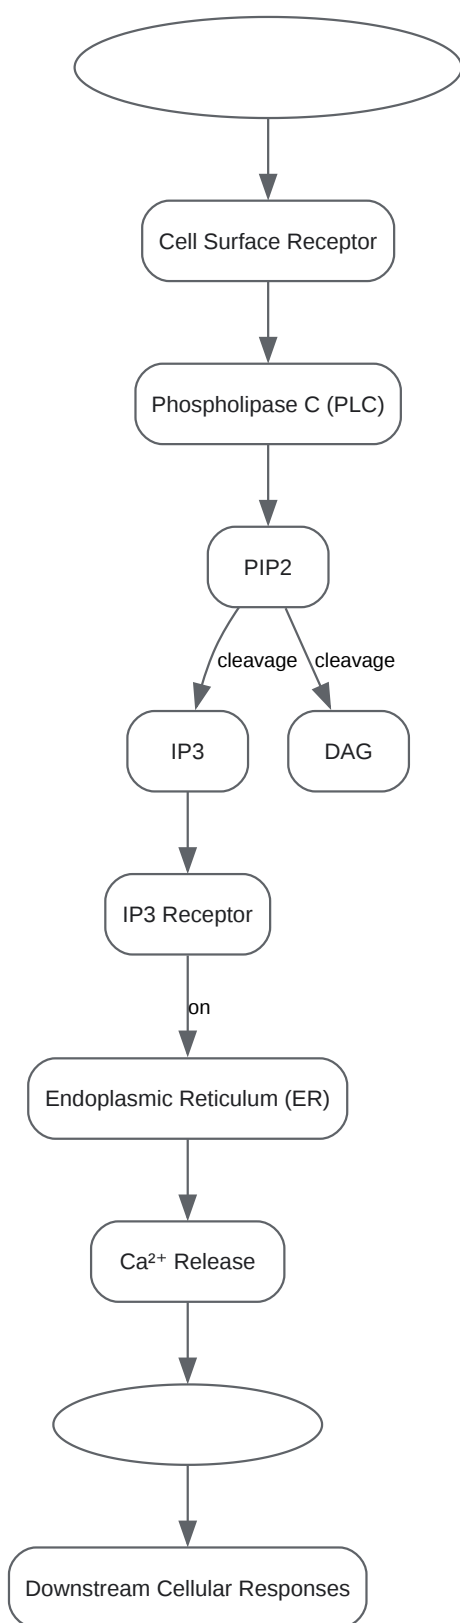 Cell Surface Receptor
Phospholipase C (PLC)
PIP2
cleavage
cleavage
IP3
DAG
IP3 Receptor
on
Endoplasmic Reticulum (ER)
Ca²⁺ Release
Downstream Cellular Responses